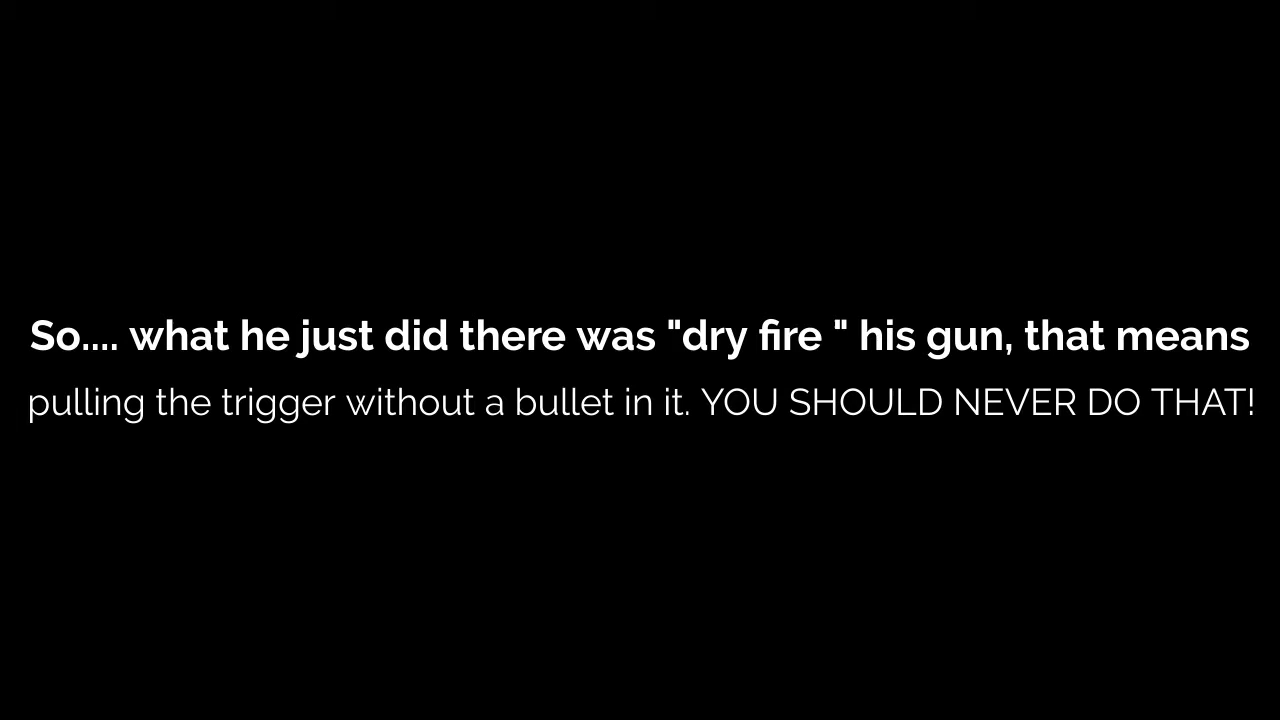 So.... what he just did there was "dry fire " his gun, that means
pulling the trigger without a bullet in it. YOU SHOULD NEVER DO THAT!